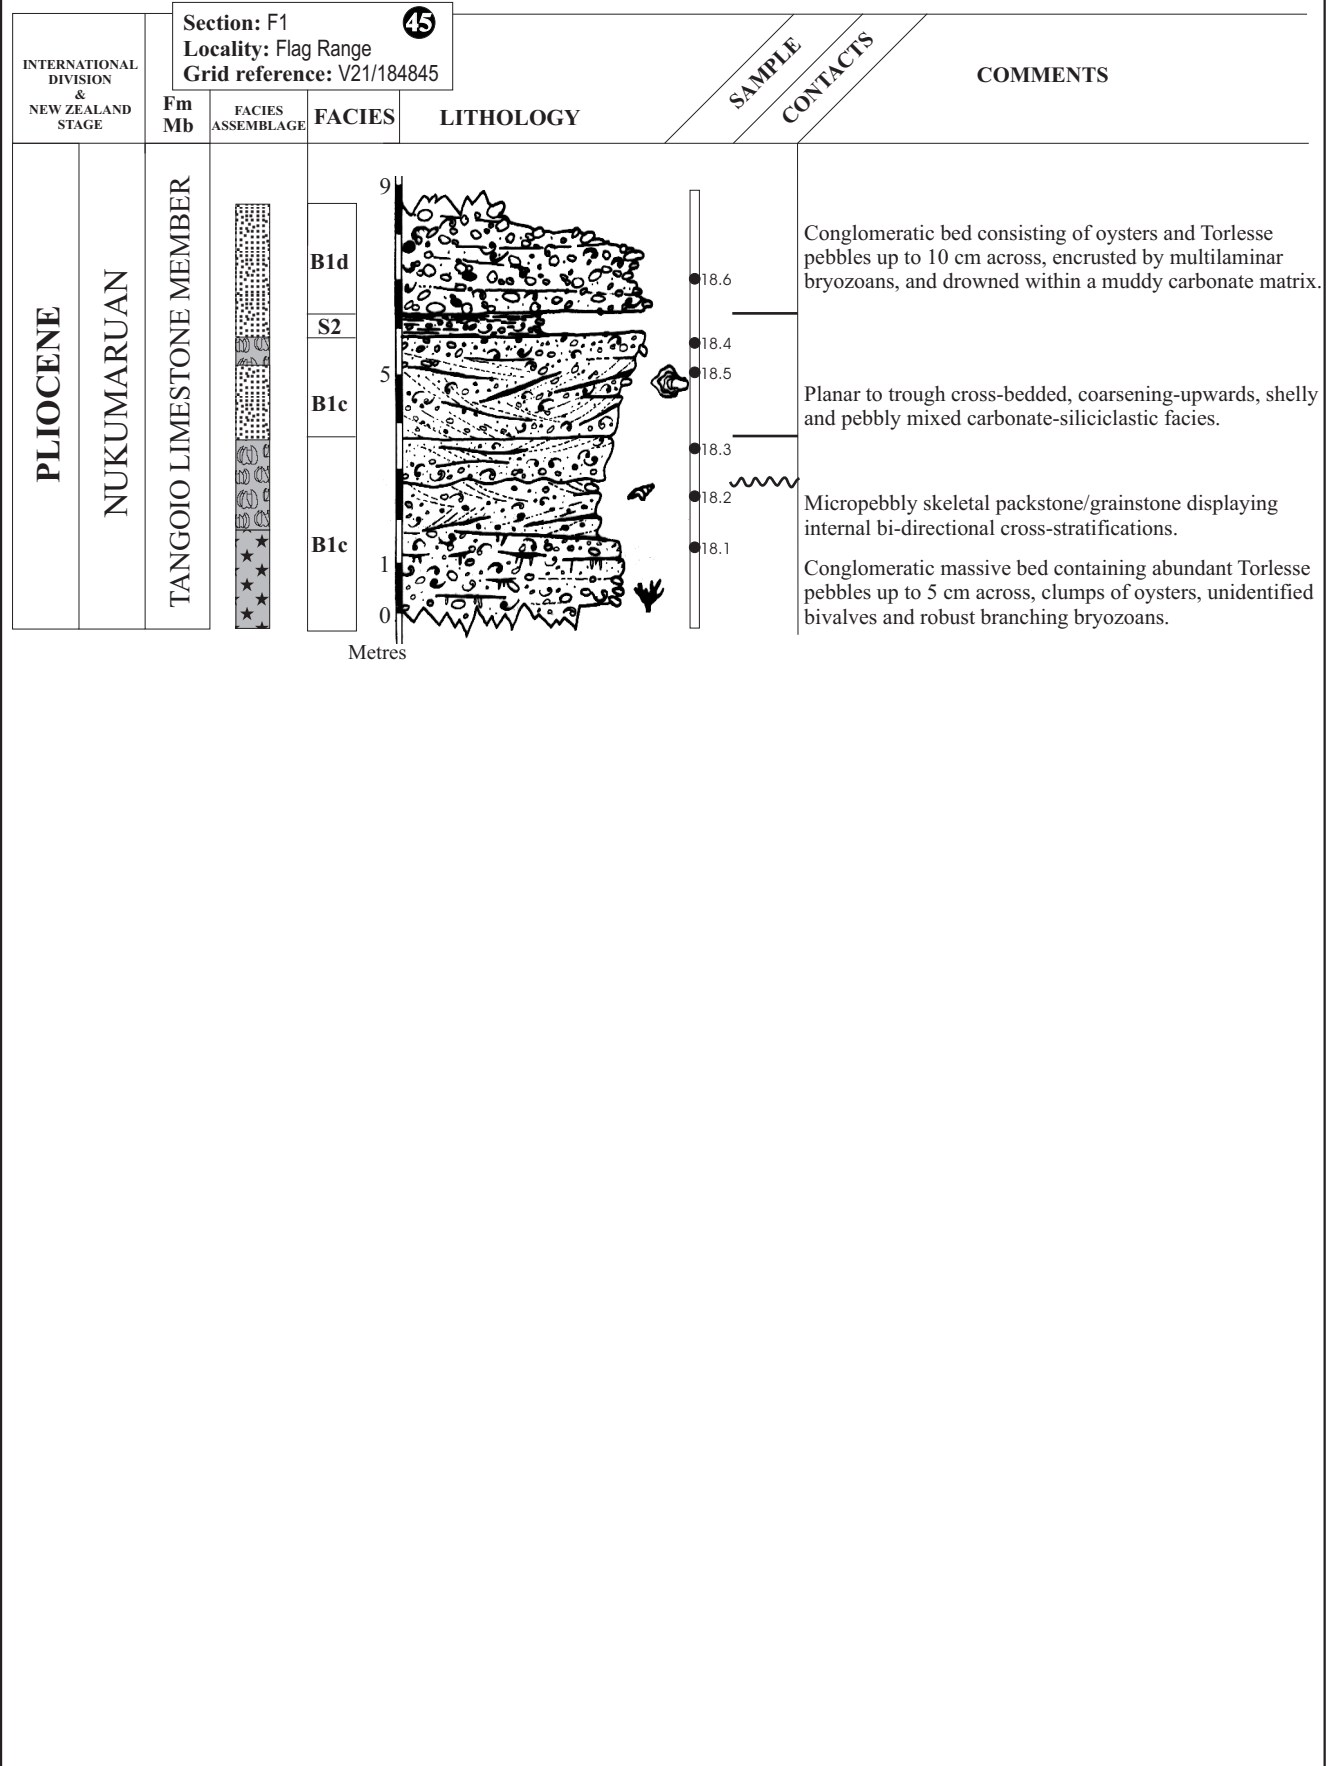 Section: F1
45
Locality: Flag Range
Grid reference: V21/184845
INTERNATIONAL
DIVISION
&
NEW ZEALAND
STAGE
Fm
Mb
FACIES
ASSEMBLAGE
FACIES
LITHOLOGY
SAMPLE
CONTACTS
COMMENTS
PLIOCENE
NUKUMARUAN
TANGOIO LIMESTONE MEMBER
B1d
S2
B1c
B1c
9
5
1
0
Metres
18.6
18.4
18.5
18.3
18.2
18.1
Conglomeratic bed consisting of oysters and Torlesse
pebbles up to 10 cm across, encrusted by multilaminar
bryozoans, and drowned within a muddy carbonate matrix.
Planar to trough cross-bedded, coarsening-upwards, shelly
and pebbly mixed carbonate-siliciclastic facies.
Micropebbly skeletal packstone/grainstone displaying
internal bi-directional cross-stratifications.
Conglomeratic massive bed containing abundant Torlesse
pebbles up to 5 cm across, clumps of oysters, unidentified
bivalves and robust branching bryozoans.